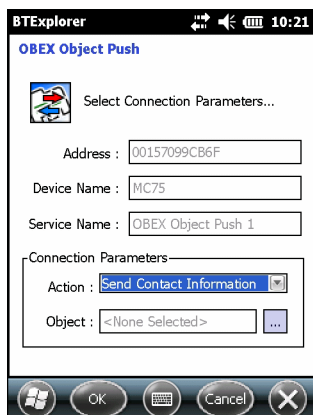 BTExplorer 10:21
OBEX Object Push
Select Connection Parameters...
Address : 00157099CB6F
Device Name : MC75
Service Name : OBEX Object Push 1
Connection Parameters
Action : Send Contact Information
Object : <None Selected> ...
OK Cancel